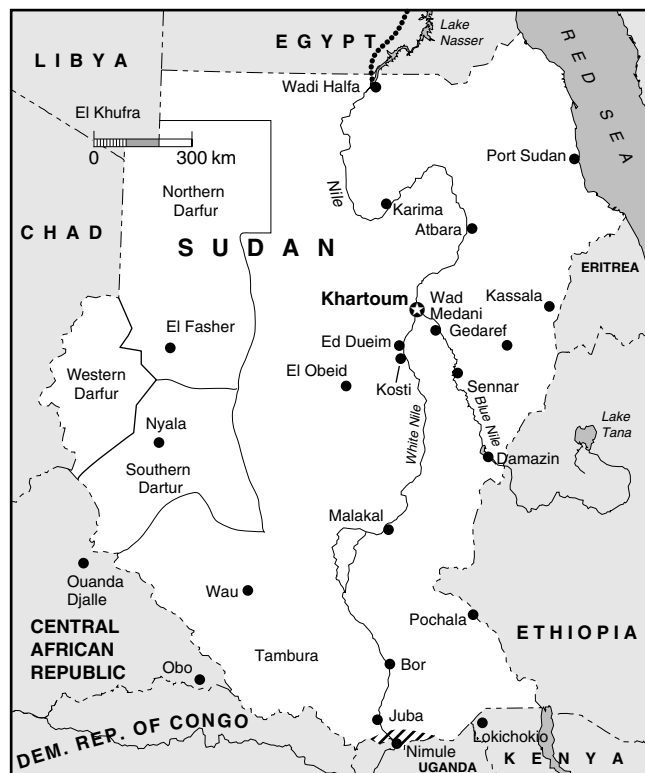 EGYPT
Lake
Nasser
LIBYA
RED SEA
Wadi Halfa
El Khufra
0 300 km
Port Sudan
Northern
Darfur
Nile
Karima
CHAD
Atbara
SUDAN
ERITREA
Khartoum
Wad
Medani
Kassala
Gedaref
El Fasher
Ed Dueim
El Obeid
Western
Darfur
Kosti
Sennar
White Nile
Blue Nile
Lake
Tana
Nyala
Damazin
Southern
Dartur
Malakal
Ouanda
Djalle
Wau
Pochala
CENTRAL
AFRICAN
REPUBLIC
ETHIOPIA
Tambura
Obo
Bor
Juba
Lokichokio
DEM. REP. OF CONGO
'Nimule
UGANDA
KENYA